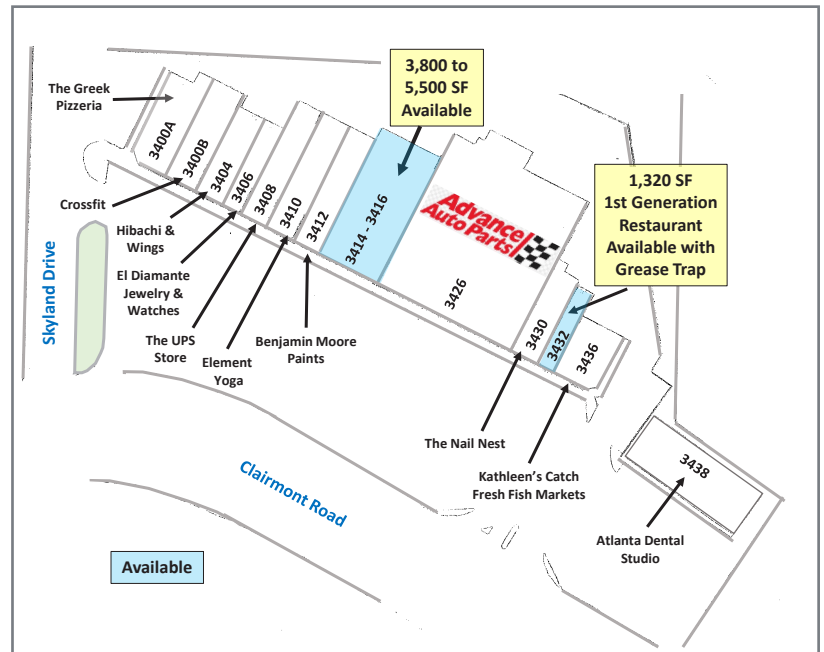 3,800 to
5,500 SF
Available
The Greek
Pizzeria
1,320 SF
1st Generation
Restaurant
Available with
Grease Trap
3400A
3400B
3404
3406
3408
3410
3412
3414 - 3416
Advance
Auto Parts
3426
3430
3432
3436
3438
Crossfit
Hibachi &
Wings
El Diamante
Jewelry &
Watches
The UPS
Store
Element
Yoga
Benjamin Moore
Paints
The Nail Nest
Kathleen's Catch
Fresh Fish Markets
Atlanta Dental
Studio
Skyland Drive
Clairmont Road
Available